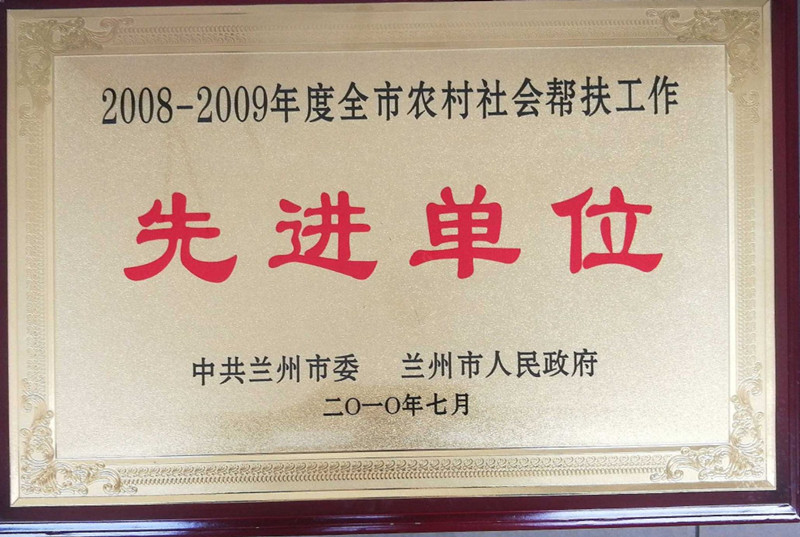 2008-2009年度全市农村社会帮扶工作
先进单位
中共兰州市委 兰州市人民政府
二〇一〇年七月